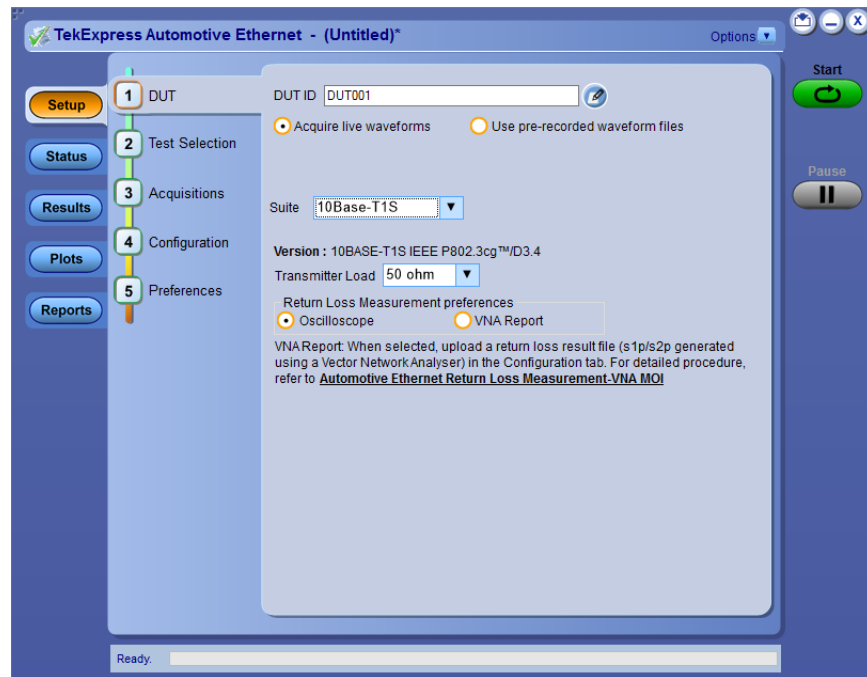 TekExpress Automotive Ethernet - (Untitled)*
Options
Start
Pause
Setup
Status
Results
Plots
Reports
1 DUT
2 Test Selection
3 Acquisitions
4 Configuration
5 Preferences
DUT ID DUT001
Acquire live waveforms Use pre-recorded waveform files
Suite 10Base-T1S
Version : 10BASE-T1S IEEE P802.3cg™/D3.4
Transmitter Load 50 ohm
Return Loss Measurement preferences
Oscilloscope VNA Report
VNA Report: When selected, upload a return loss result file (s1p/s2p generated
using a Vector Network Analyser) in the Configuration tab. For detailed procedure,
refer to Automotive Ethernet Return Loss Measurement-VNA MOI
Ready.